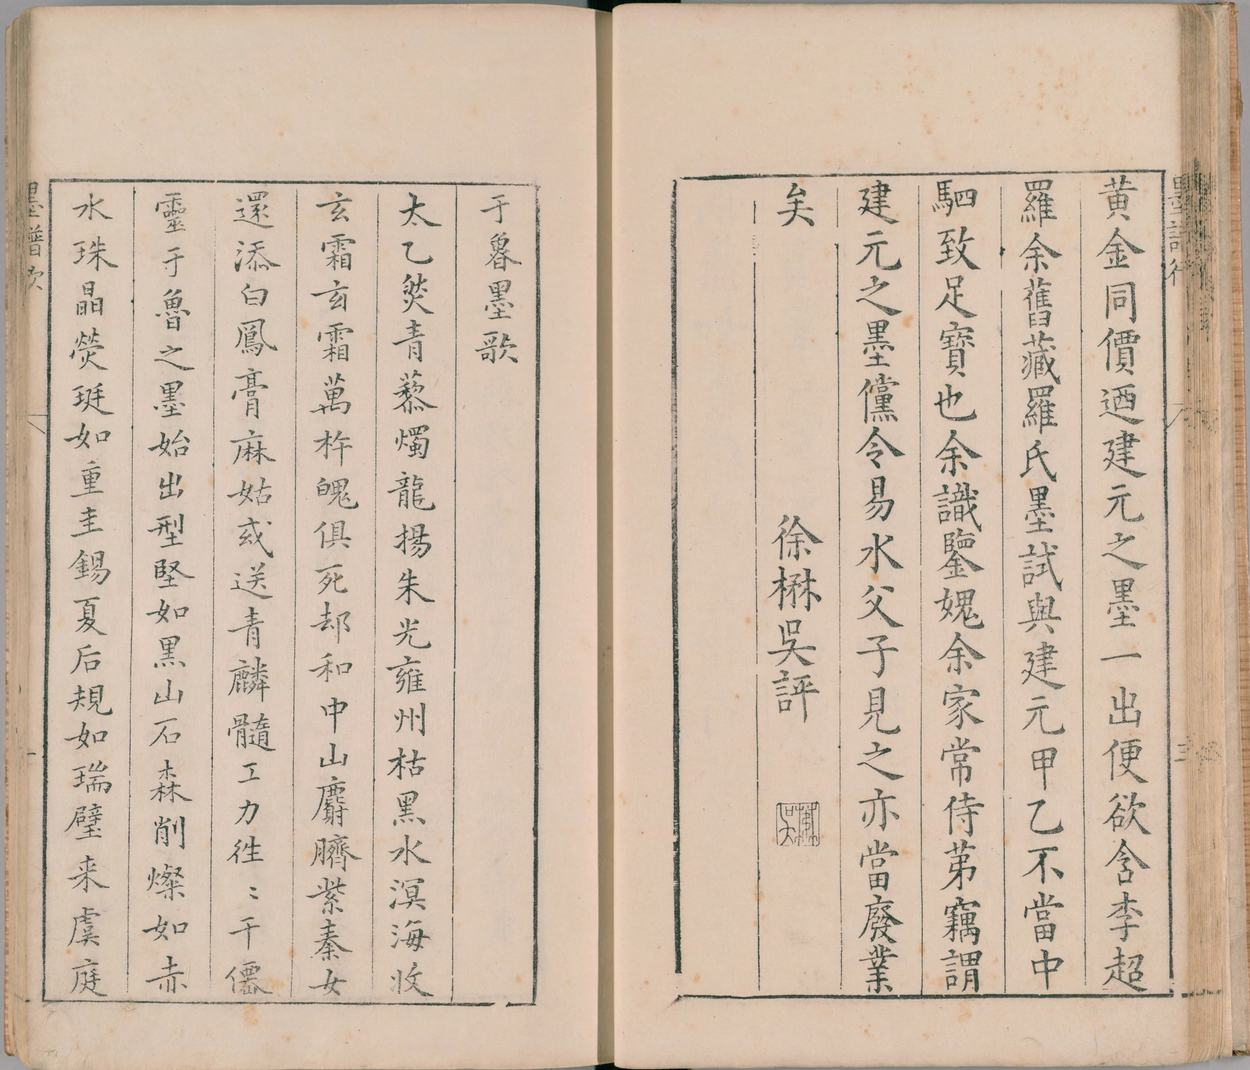 黄金同價迺建元之墨一出便欲含李超
羅余舊藏羅氏墨試與建元甲乙不當中
駟致足寶也余識鑒媿余家常侍苐竊謂
建元之墨儻令易水父子見之亦當廢業
矣
徐楙吳評
于魯墨歌
太乙焚青藜燭龍揚朱光雍州枯黑水溟海收
玄霜玄霜萬杵魄俱死却和中山麝臍紫秦女
還添白鳳膏麻姑或送青麟髓工力徃〻干僊
靈于魯之墨始出型堅如黑山石森削燦如赤
水珠晶熒珽如重圭錫夏后規如瑞璧来虞庭